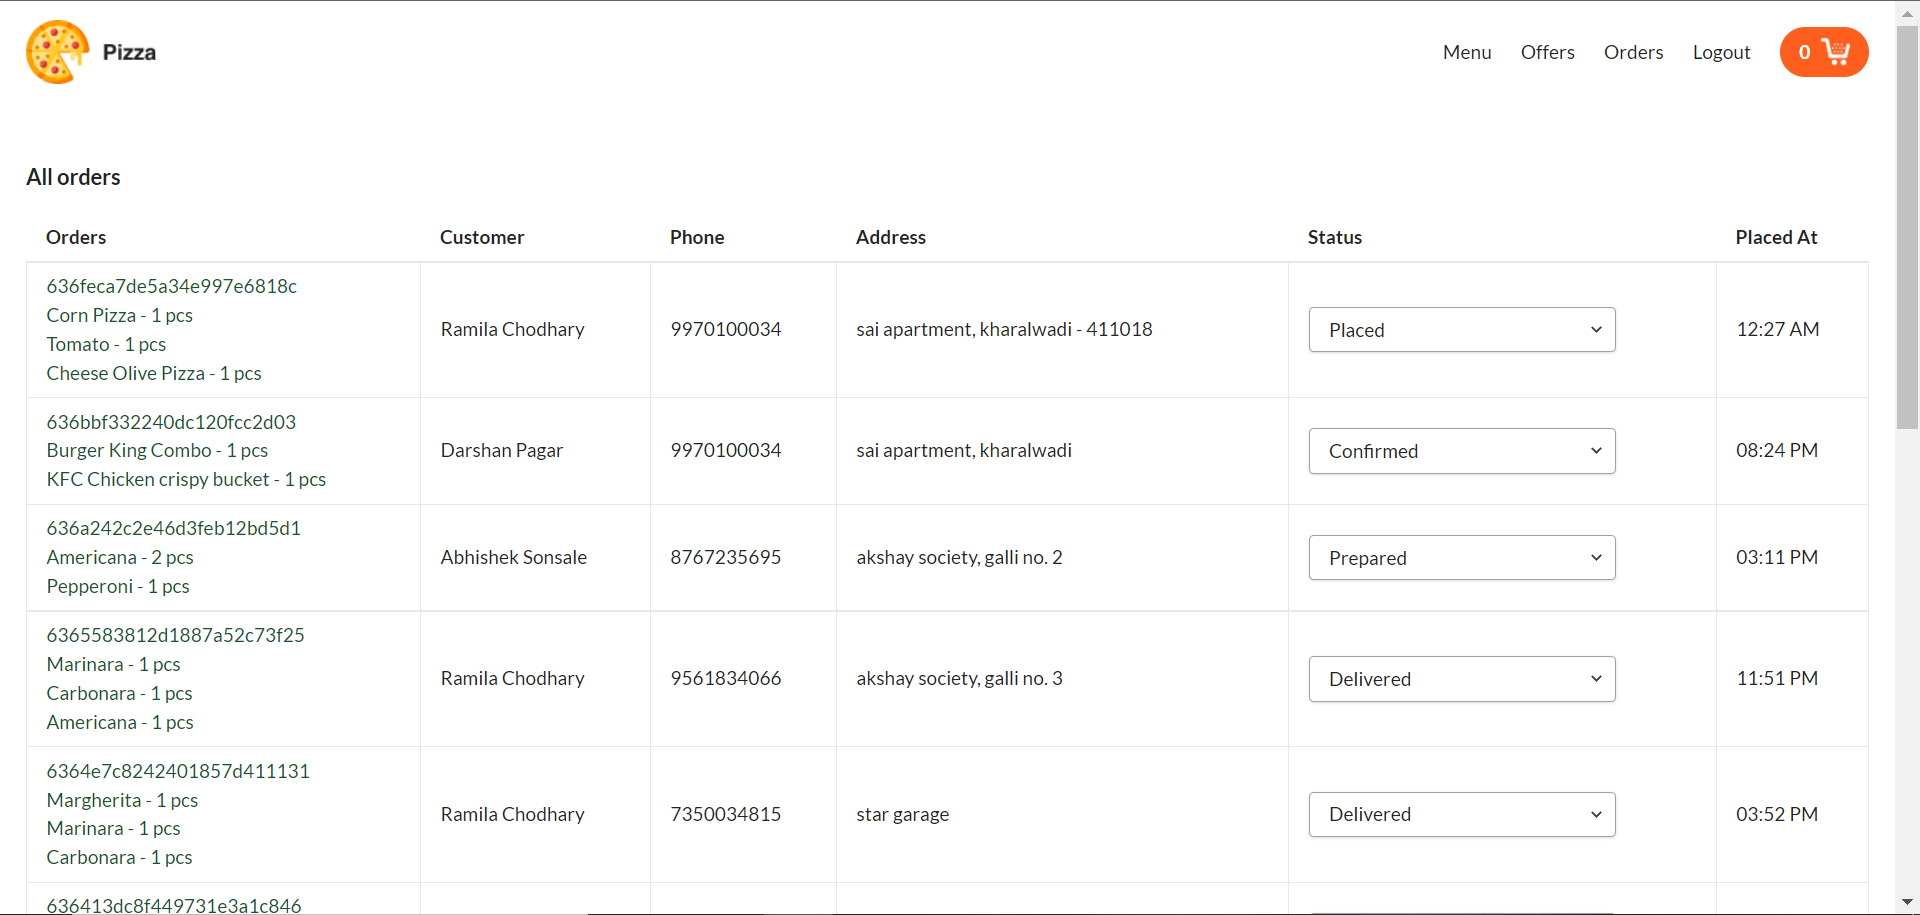 Pizza
Menu Offers Orders Logout 0
All orders
Orders Customer Phone Address Status Placed At
636feca7de5a34e997e6818c
Corn Pizza - 1 pcs
Tomato - 1 pcs
Cheese Olive Pizza - 1 pcs
Ramila Chodhary 9970100034 sai apartment, kharalwadi - 411018 Placed 12:27 AM
636bbf332240dc120fcc2d03
Burger King Combo - 1 pcs
KFC Chicken crispy bucket - 1 pcs
Darshan Pagar 9970100034 sai apartment, kharalwadi Confirmed 08:24 PM
636a242c2e46d3feb12bd5d1
Americana - 2 pcs
Pepperoni - 1 pcs
Abhishek Sonsale 8767235695 akshay society, galli no. 2 Prepared 03:11 PM
6365583812d1887a52c73f25
Marinara - 1 pcs
Carbonara - 1 pcs
Americana - 1 pcs
Ramila Chodhary 9561834066 akshay society, galli no. 3 Delivered 11:51 PM
6364e7c8242401857d411131
Margherita - 1 pcs
Marinara - 1 pcs
Carbonara - 1 pcs
Ramila Chodhary 7350034815 star garage Delivered 03:52 PM
636413dc8f449731e3a1c846